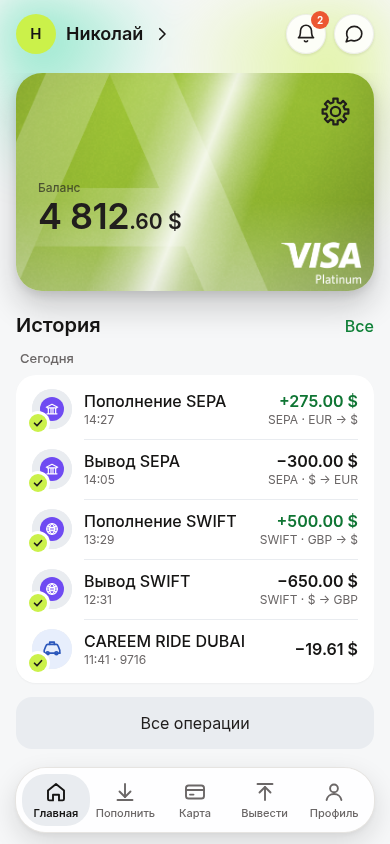 Н Николай
2
Баланс
4 812.60 $
VISA
Platinum
История Все
Сегодня
Пополнение SEPA +275.00 $
14:27 SEPA · EUR → $
Вывод SEPA −300.00 $
14:05 SEPA · $ → EUR
Пополнение SWIFT +500.00 $
13:29 SWIFT · GBP → $
Вывод SWIFT −650.00 $
12:31 SWIFT · $ → GBP
CAREEM RIDE DUBAI −19.61 $
11:41 · 9716
Все операции
Главная Пополнить Карта Вывести Профиль